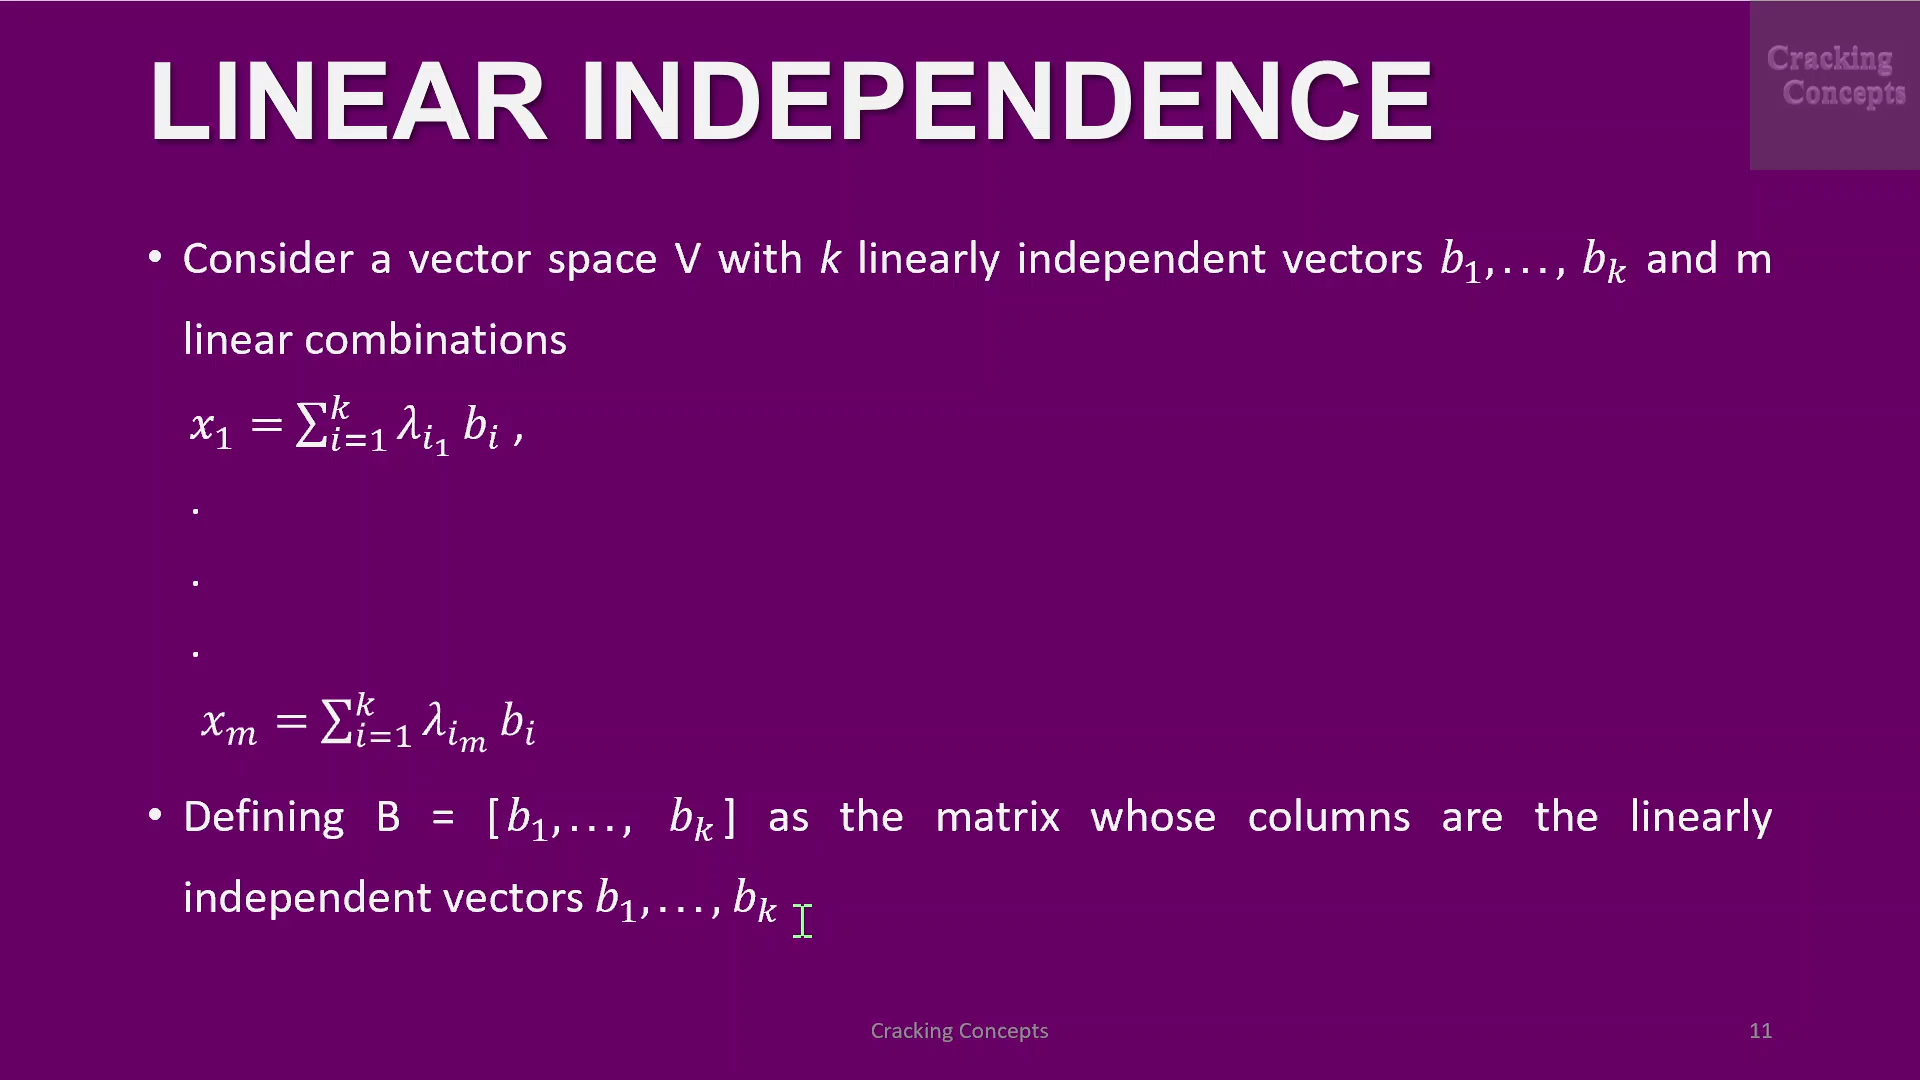 LINEAR INDEPENDENCE
Cracking
Concepts
• Consider a vector space V with k linearly independent vectors b₁,..., bₖ and m
linear combinations
x₁ = ∑ᵏᵢ₌₁ λᵢ₁ bᵢ ,
.
.
.
xₘ = ∑ᵏᵢ₌₁ λᵢₘ bᵢ
• Defining B = [b₁,..., bₖ] as the matrix whose columns are the linearly
independent vectors b₁,..., bₖ
Cracking Concepts
11